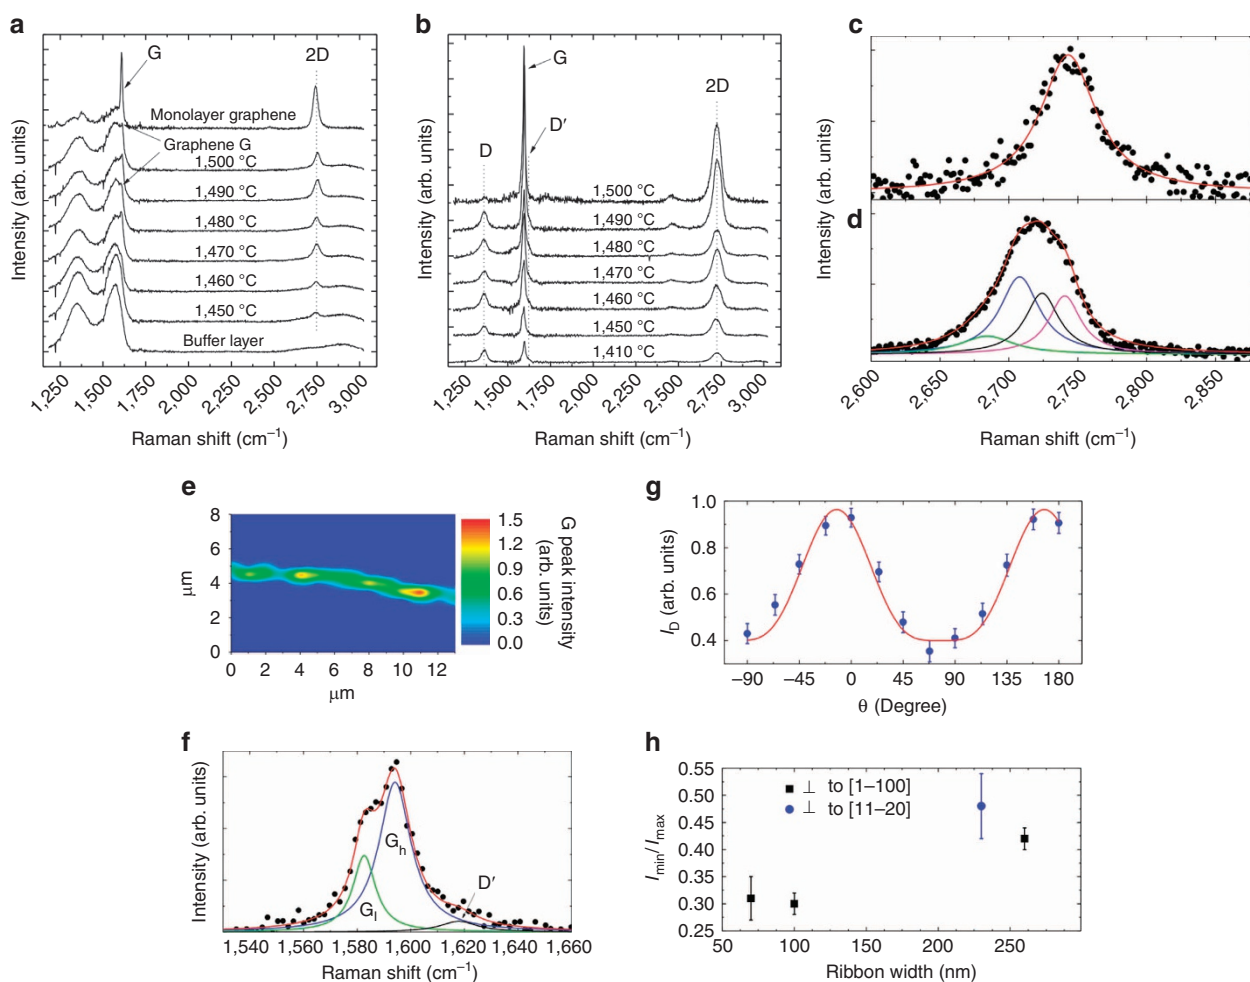 a
G
2D
Monolayer graphene
Graphene G
1,500 °C
1,490 °C
1,480 °C
1,470 °C
1,460 °C
1,450 °C
Buffer layer
Intensity (arb. units)
1,250 1,500 1,750 2,000 2,250 2,500 2,750 3,000
Raman shift (cm−1)
b
G
2D
D′
D
1,500 °C
1,490 °C
1,480 °C
1,470 °C
1,460 °C
1,450 °C
1,410 °C
Intensity (arb. units)
1,250 1,500 1,750 2,000 2,250 2,500 2,750 3,000
Raman shift (cm−1)
c
d
Intensity (arb. units)
2,600 2,650 2,700 2,750 2,800 2,850
Raman shift (cm−1)
e
8
6
4
2
0
μm
0 2 4 6 8 10 12
μm
1.5
1.2
0.9
0.6
0.3
0.0
G peak intensity
(arb. units)
f
Intensity (arb. units)
Gh
Gl
D′
1,540 1,560 1,580 1,600 1,620 1,640 1,660
Raman shift (cm−1)
g
1.0
0.8
0.6
0.4
ID (arb. units)
−90 −45 0 45 90 135 180
θ (Degree)
h
0.55
0.50
0.45
0.40
0.35
0.30
0.25
Imin/Imax
⊥ to [1–100]
⊥ to [11–20]
50 100 150 200 250
Ribbon width (nm)